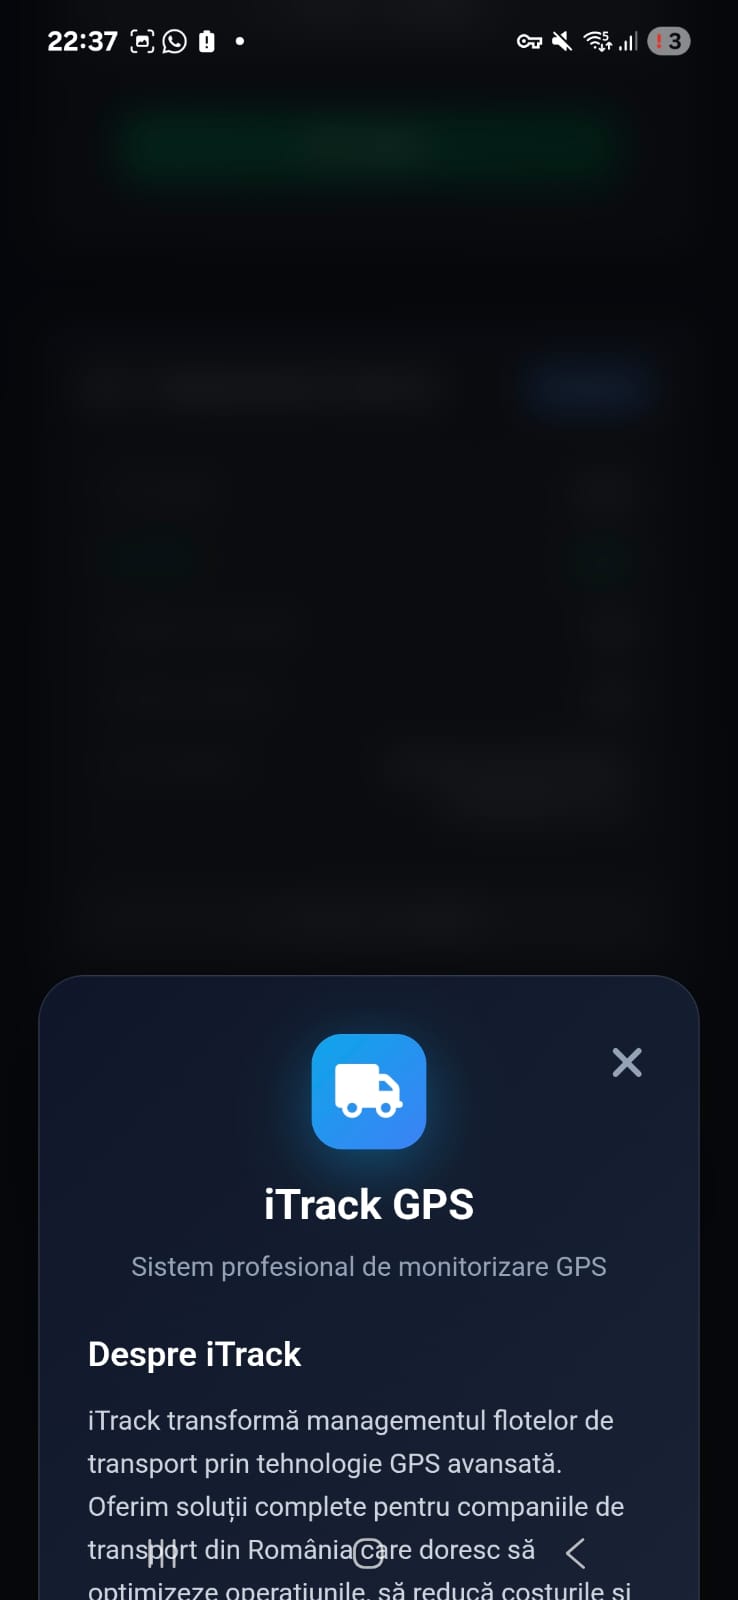 22:37
3
iTrack GPS
Sistem profesional de monitorizare GPS
Despre iTrack
iTrack transformă managementul flotelor de
transport prin tehnologie GPS avansată.
Oferim soluții complete pentru companiile de
transport din România care doresc să
optimizeze operațiunile, să reducă costurile și